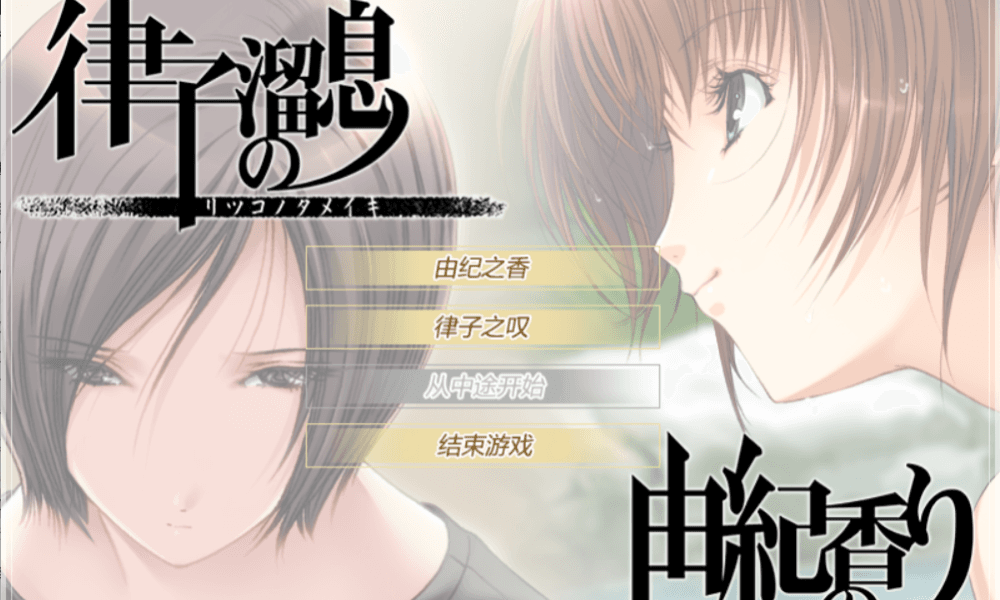 律子の溜息
リツコノタメイキ
由纪之香
律子之叹
从中途开始
结束游戏
由紀の香り